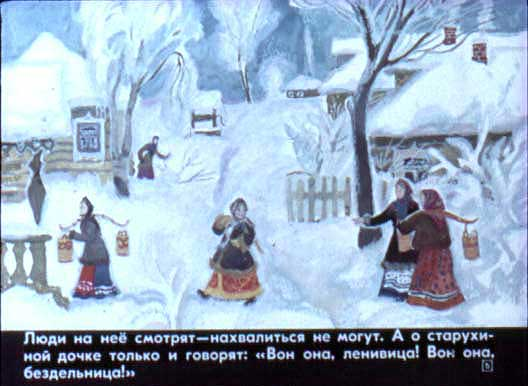 Люди на неё смотрят—нахвалиться не могут. А о старухи-
ной дочке только и говорят: «Вон она, ленивица! Вон она,
бездельница!»